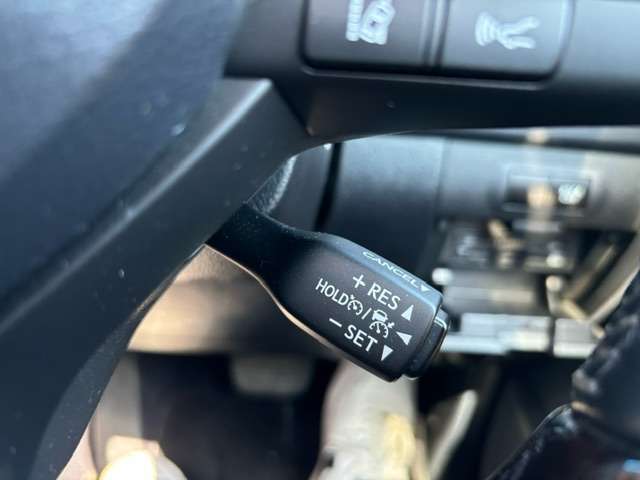 CANCEL
+ RES
HOLD /
− SET